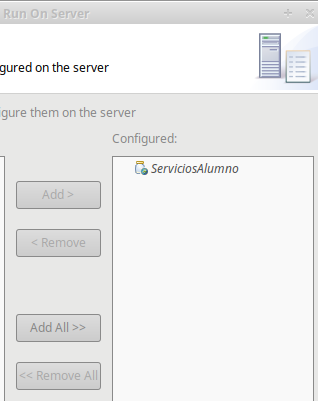 Run On Server
gured on the server
igure them on the server
Configured:
ServiciosAlumno
Add >
< Remove
Add All >>
<< Remove All